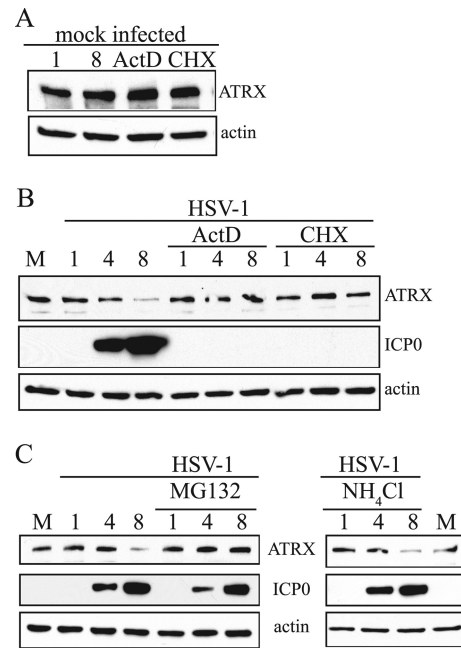 A
mock infected
1 8 ActD CHX
ATRX
actin
B
HSV-1
ActD CHX
M 1 4 8 1 4 8 1 4 8
ATRX
ICP0
actin
C
HSV-1 HSV-1
MG132 NH4Cl
M 1 4 8 1 4 8 1 4 8 M
ATRX
ICP0
actin